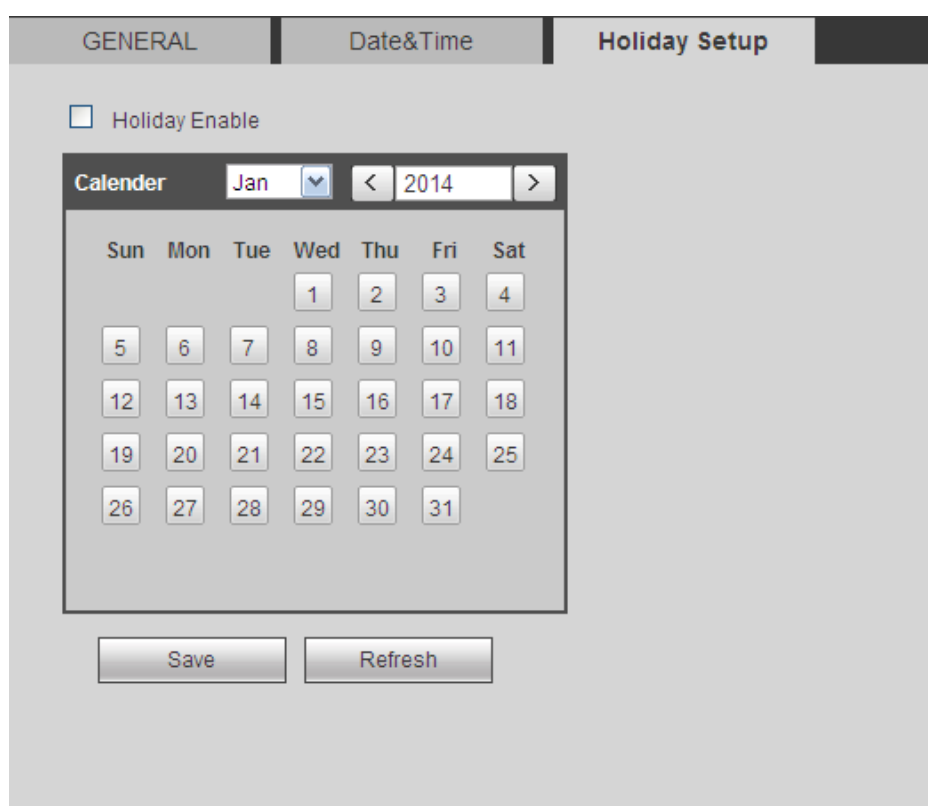 GENERAL Date&Time Holiday Setup
Holiday Enable
Calender Jan < 2014 >
Sun Mon Tue Wed Thu Fri Sat
1 2 3 4
5 6 7 8 9 10 11
12 13 14 15 16 17 18
19 20 21 22 23 24 25
26 27 28 29 30 31
Save Refresh